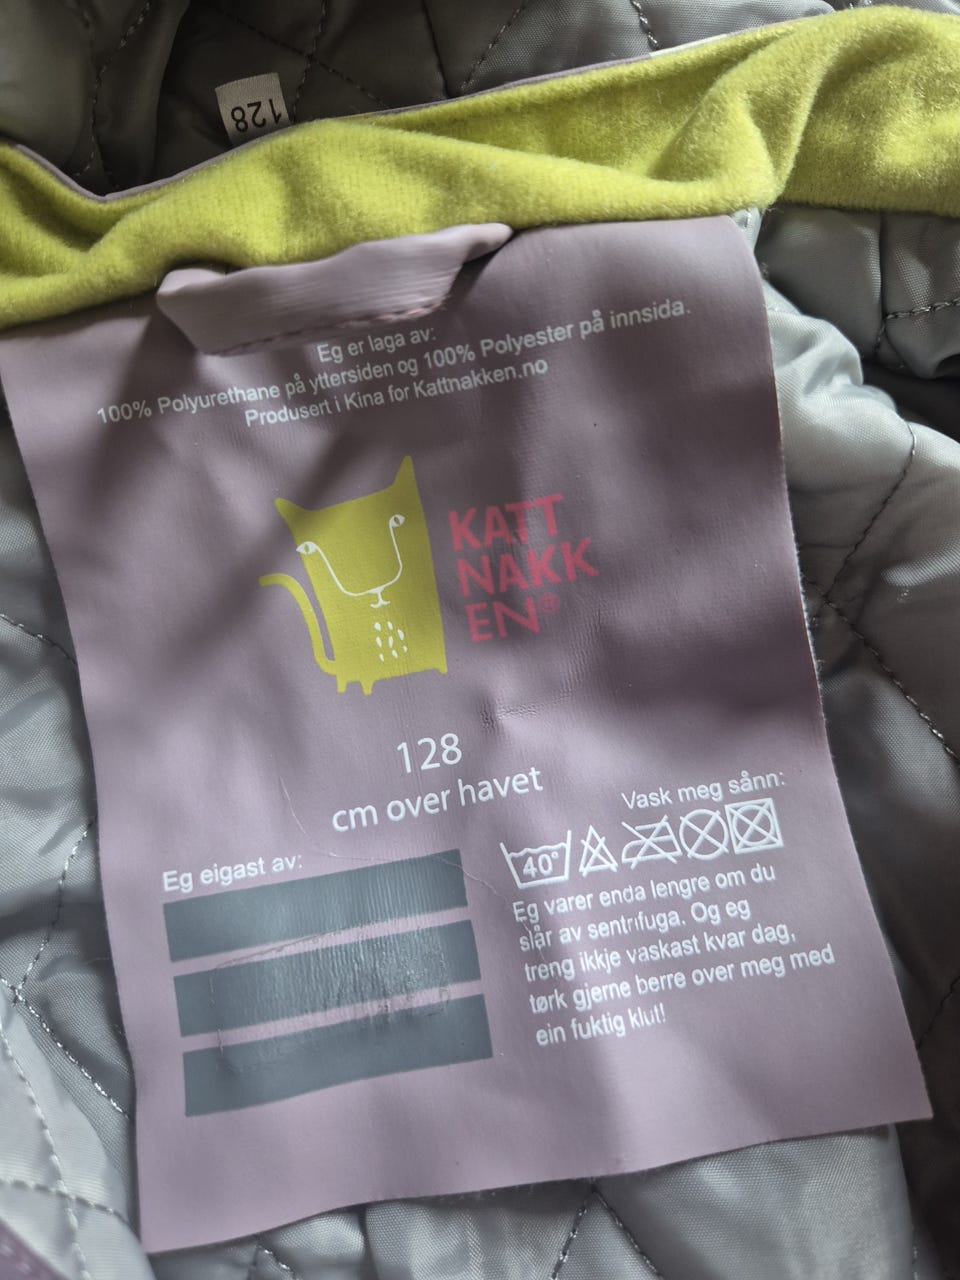 128
Eg er laga av:
100% Polyurethane på yttersiden og 100% Polyester på innsida.
Produsert i Kina for Kattnakken.no
KATT
NAKK
EN®
128
cm over havet
Eg eigast av:
Vask meg sånn:
40°
Eg varer enda lengre om du
slår av sentrifuga. Og eg
treng ikkje vaskast kvar dag,
tørk gjerne berre over meg med
ein fuktig klut!